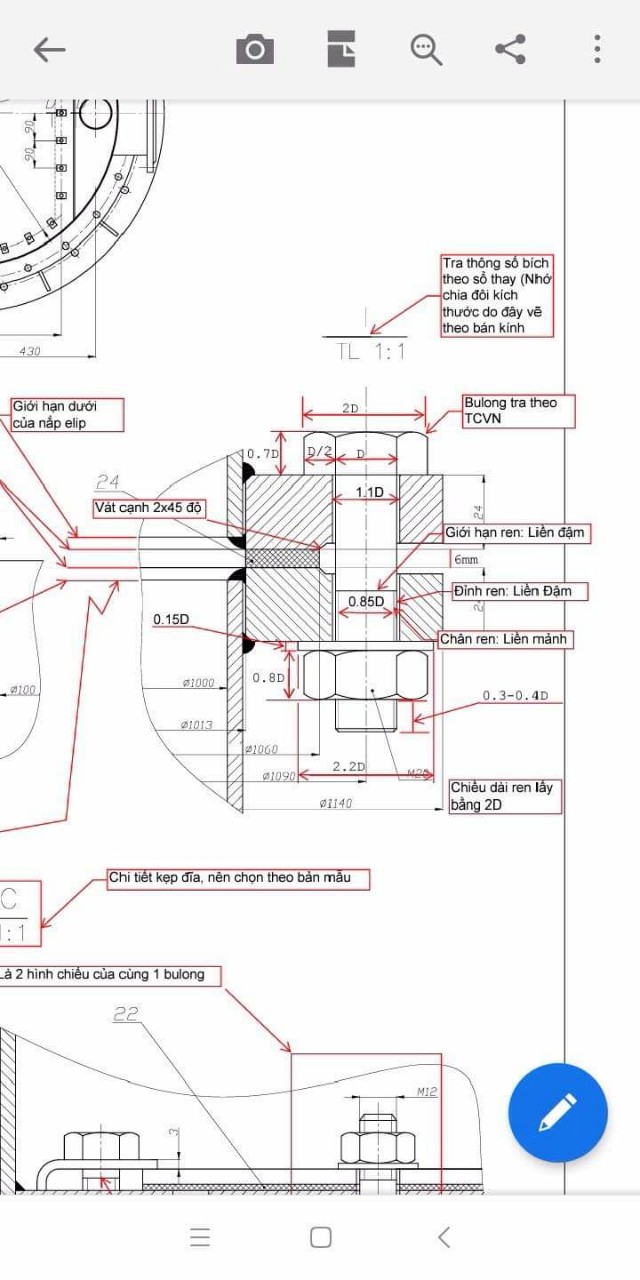 D
90
90
430
Tra thông số bích
theo sổ thay (Nhớ
chia đôi kích
thước do đây vẽ
theo bán kính
TL 1:1
Giới hạn dưới
của nắp elip
2D
Bulong tra theo
TCVN
0.7D
D/2
D
24
1.1D
Vát cạnh 2x45 độ
24
Giới hạn ren: Liền đậm
6mm
0.85D
Đỉnh ren: Liền Đậm
0.15D
Chân ren: Liền mảnh
0.8D
ø100
ø1000
0.3-0.4D
ø1013
ø1060
ø1090
2.2D
M20
Chiều dài ren lấy
bằng 2D
ø1140
C
1:1
Chi tiết kẹp đĩa, nên chọn theo bản mẫu
Là 2 hình chiếu của cùng 1 bulong
22
M12
3